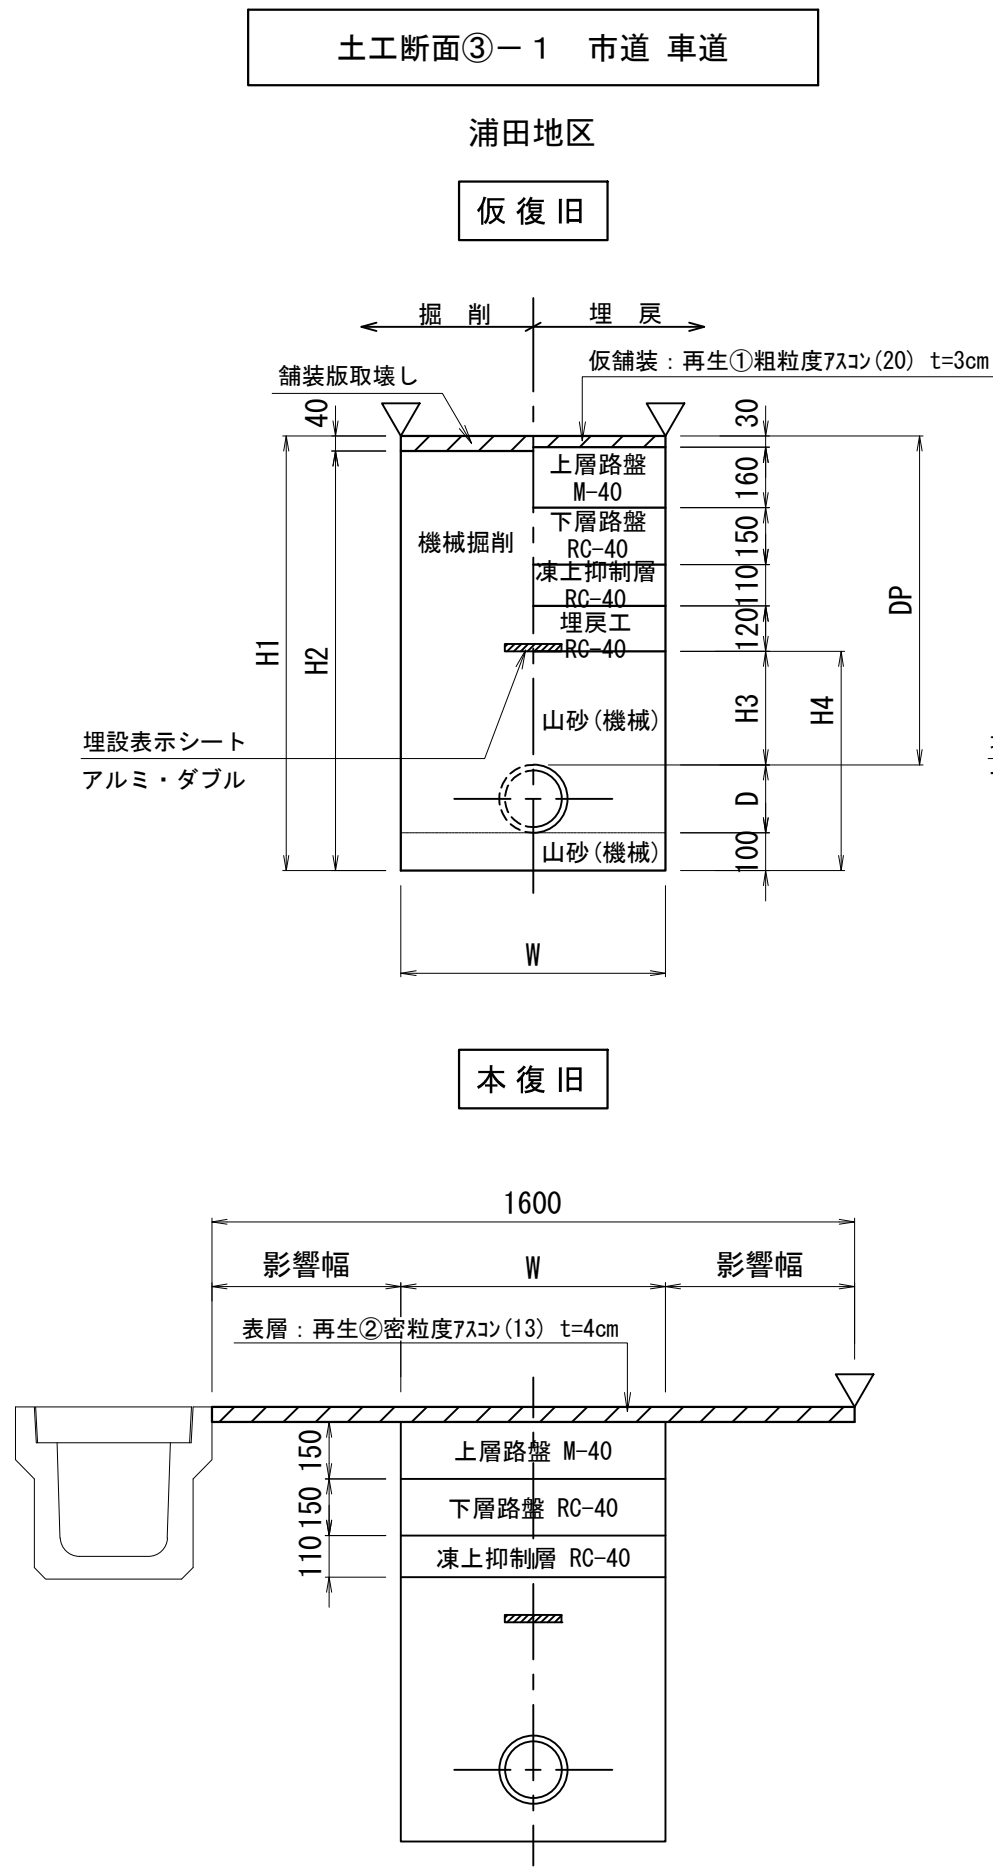 土工断面③－１　市道 車道
浦田地区
仮 復 旧
掘　削
埋　戻
仮舗装：再生①粗粒度ｱｽｺﾝ(20) t=3cm
舗装版取壊し
40
30
上層路盤
M-40
160
機械掘削
下層路盤
RC-40
150
凍上抑制層
RC-40
110
埋戻工
RC-40
120
DP
H1
H2
山砂(機械)
H3
H4
埋設表示シート
アルミ・ダブル
D
山砂(機械)
100
W
本 復 旧
1600
影響幅
W
影響幅
表層：再生②密粒度ｱｽｺﾝ(13) t=4cm
150
上層路盤 M-40
150
下層路盤 RC-40
110
凍上抑制層 RC-40